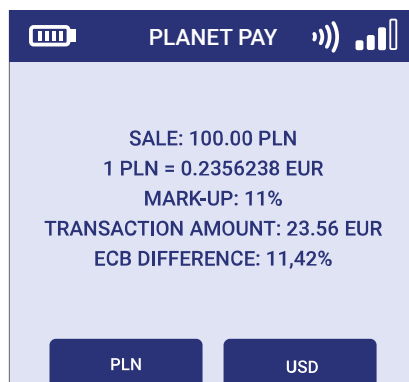 PLANET PAY
SALE: 100.00 PLN
1 PLN = 0.2356238 EUR
MARK-UP: 11%
TRANSACTION AMOUNT: 23.56 EUR
ECB DIFFERENCE: 11,42%
PLN USD